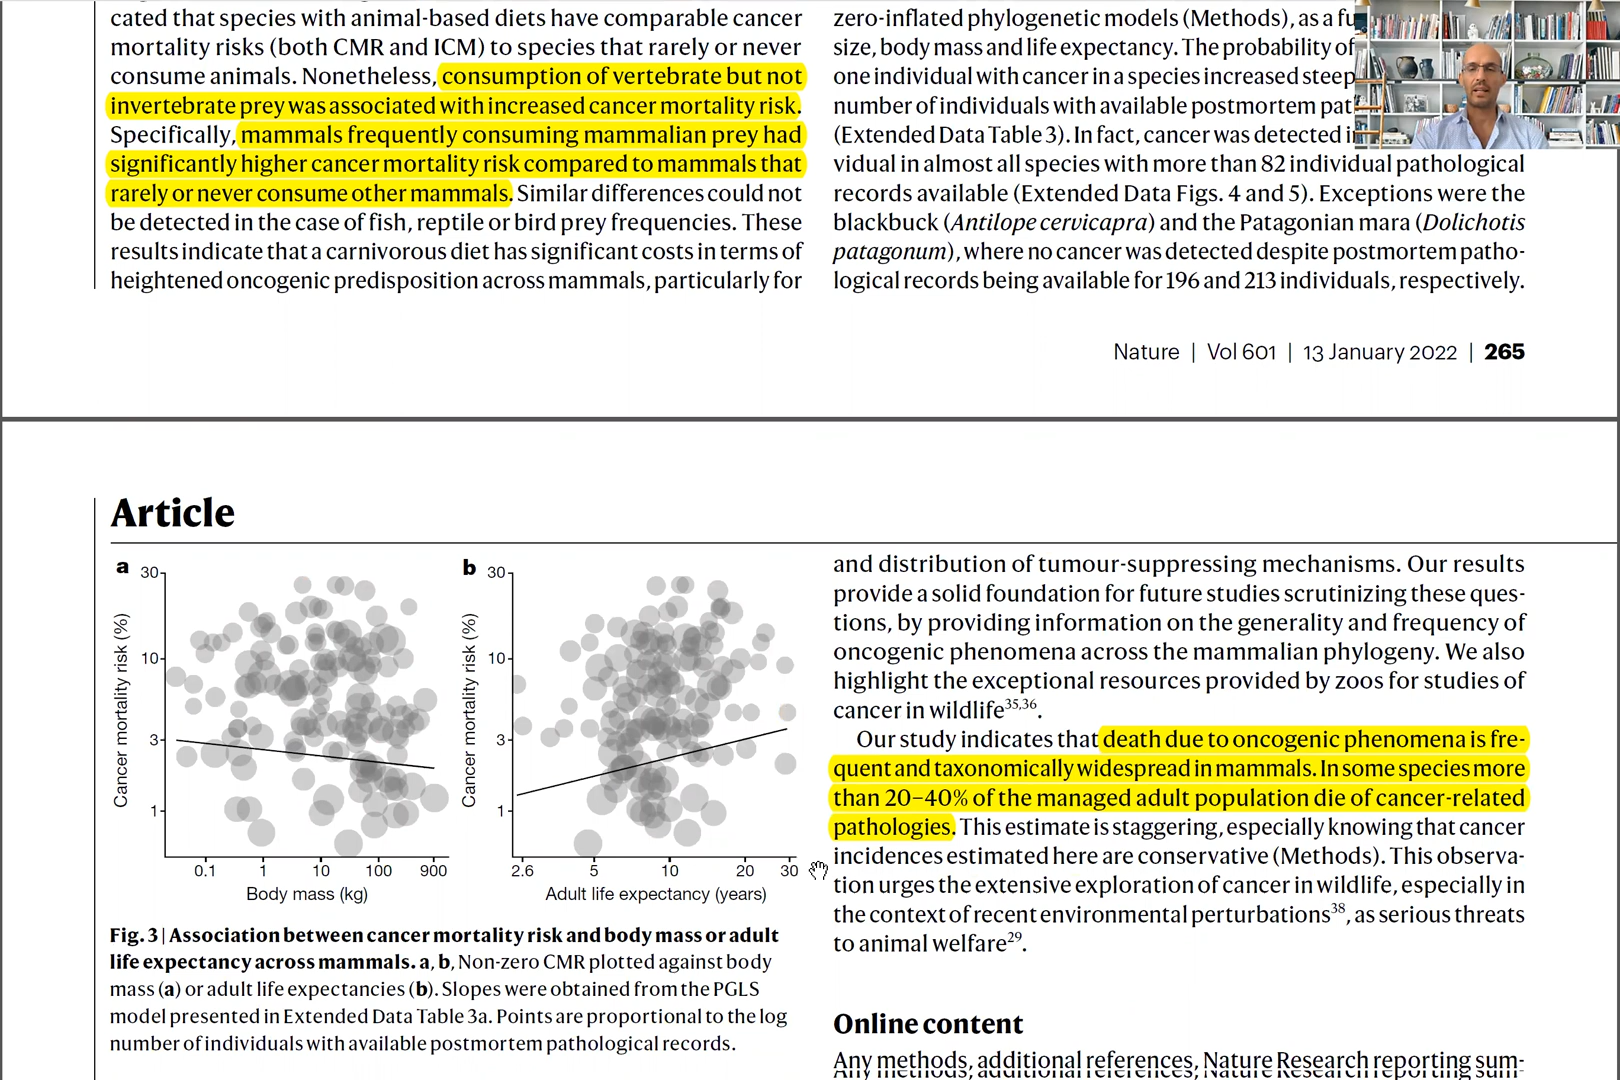 cated that species with animal-based diets have comparable cancer
mortality risks (both CMR and ICM) to species that rarely or never
consume animals. Nonetheless, consumption of vertebrate but not
invertebrate prey was associated with increased cancer mortality risk.
Specifically, mammals frequently consuming mammalian prey had
significantly higher cancer mortality risk compared to mammals that
rarely or never consume other mammals. Similar differences could not
be detected in the case of fish, reptile or bird prey frequencies. These
results indicate that a carnivorous diet has significant costs in terms of
heightened oncogenic predisposition across mammals, particularly for
zero-inflated phylogenetic models (Methods), as a fu
size, body mass and life expectancy. The probability of
one individual with cancer in a species increased steep
number of individuals with available postmortem pat
(Extended Data Table 3). In fact, cancer was detected i
vidual in almost all species with more than 82 individual pathological
records available (Extended Data Figs. 4 and 5). Exceptions were the
blackbuck (Antilope cervicapra) and the Patagonian mara (Dolichotis
patagonum), where no cancer was detected despite postmortem patho-
logical records being available for 196 and 213 individuals, respectively.
Nature | Vol 601 | 13 January 2022 | 265
Article
a
30
10
3
1
Cancer mortality risk (%)
0.1 1 10 100 900
Body mass (kg)
b
30
10
3
1
Cancer mortality risk (%)
2.6 5 10 20 30
Adult life expectancy (years)
Fig. 3 | Association between cancer mortality risk and body mass or adult
life expectancy across mammals. a, b, Non-zero CMR plotted against body
mass (a) or adult life expectancies (b). Slopes were obtained from the PGLS
model presented in Extended Data Table 3a. Points are proportional to the log
number of individuals with available postmortem pathological records.
and distribution of tumour-suppressing mechanisms. Our results
provide a solid foundation for future studies scrutinizing these ques-
tions, by providing information on the generality and frequency of
oncogenic phenomena across the mammalian phylogeny. We also
highlight the exceptional resources provided by zoos for studies of
cancer in wildlife35,36.
Our study indicates that death due to oncogenic phenomena is fre-
quent and taxonomically widespread in mammals. In some species more
than 20–40% of the managed adult population die of cancer-related
pathologies. This estimate is staggering, especially knowing that cancer
incidences estimated here are conservative (Methods). This observa-
tion urges the extensive exploration of cancer in wildlife, especially in
the context of recent environmental perturbations38, as serious threats
to animal welfare29.
Online content
Any methods, additional references, Nature Research reporting sum-